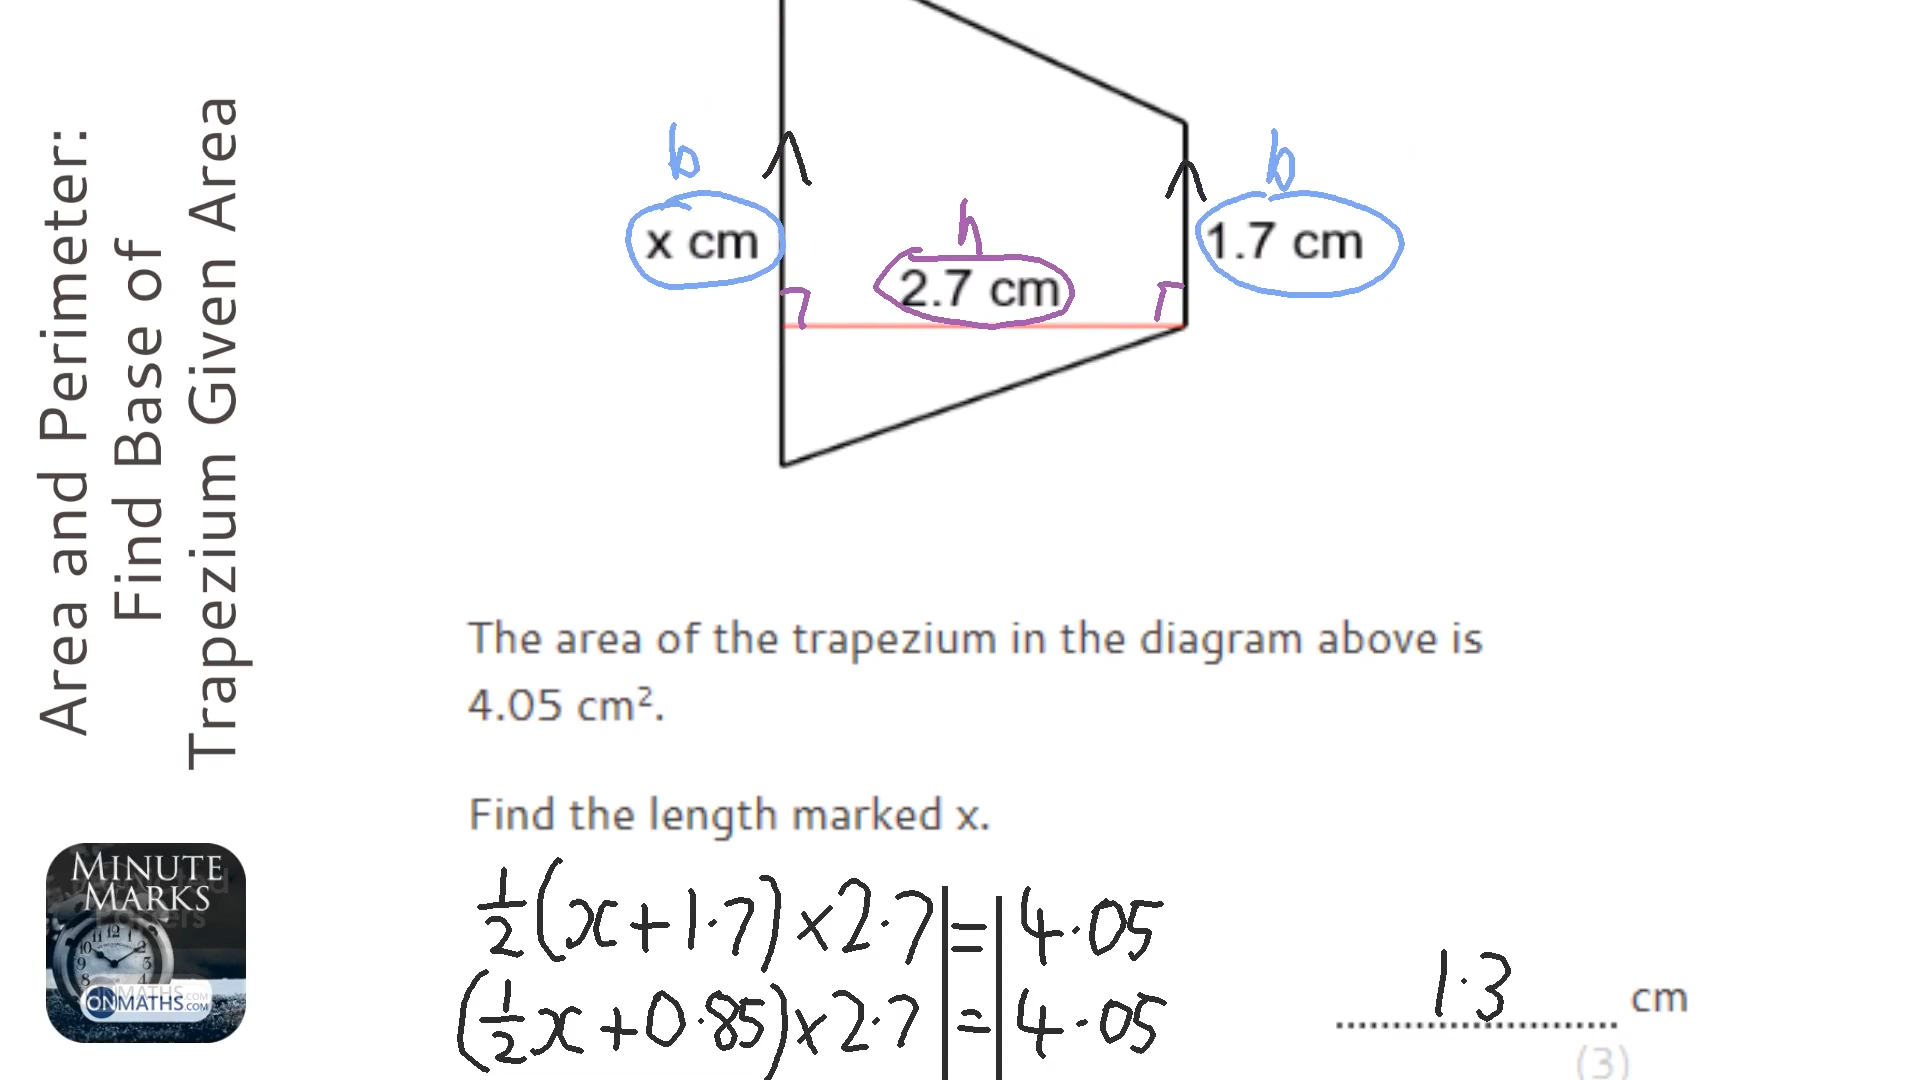 Area and Perimeter:
Find Base of
Trapezium Given Area
b
b
h
x cm
1.7 cm
2.7 cm
The area of the trapezium in the diagram above is
4.05 cm².
Find the length marked x.
½(x+1.7)×2.7=4.05
(½x+0.85)×2.7=4.05
1.3 cm
(3)
MINUTE
MARKS
ONMATHS.COM